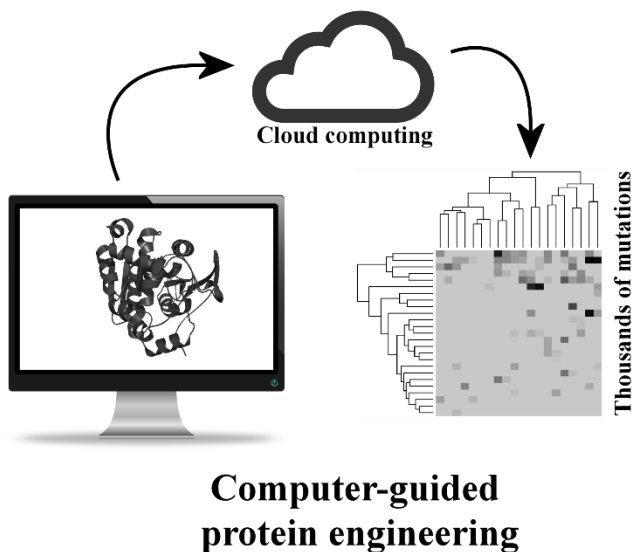 Cloud computing
Thousands of mutations
Computer-guided
protein engineering